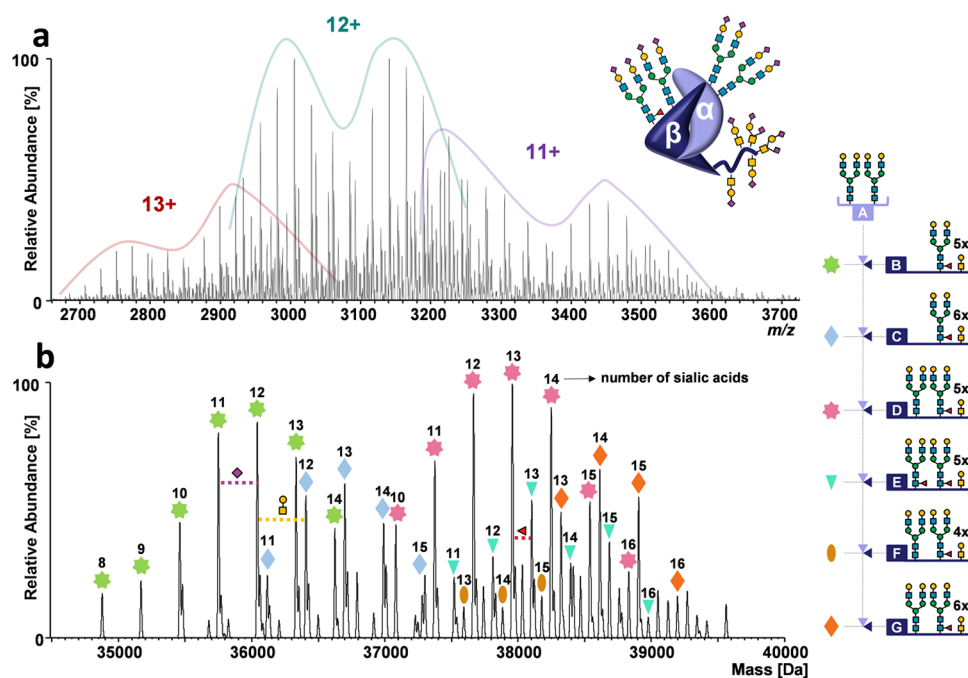 a
12+
11+
13+
α
β
Relative Abundance [%]
100
0
2700 2800 2900 3000 3100 3200 3300 3400 3500 3600 3700
m/z
b
Relative Abundance [%]
100
0
8
9
10
11
12
13
14
11
12
13
14
15
10
11
12
13
14
15
16
11
12
13
14
15
16
13
14
15
13
14
15
16
number of sialic acids
35000 36000 37000 38000 39000 40000
Mass [Da]
A
B 5x
C 6x
D 5x
E 5x
F 4x
G 6x